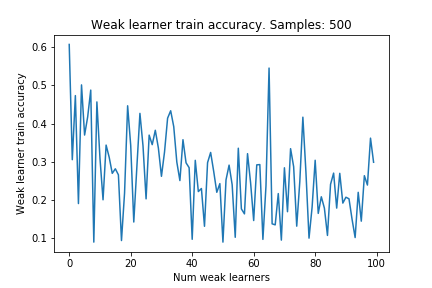 Weak learner train accuracy. Samples: 500
Weak learner train accuracy
0.6
0.5
0.4
0.3
0.2
0.1
0 20 40 60 80 100
Num weak learners